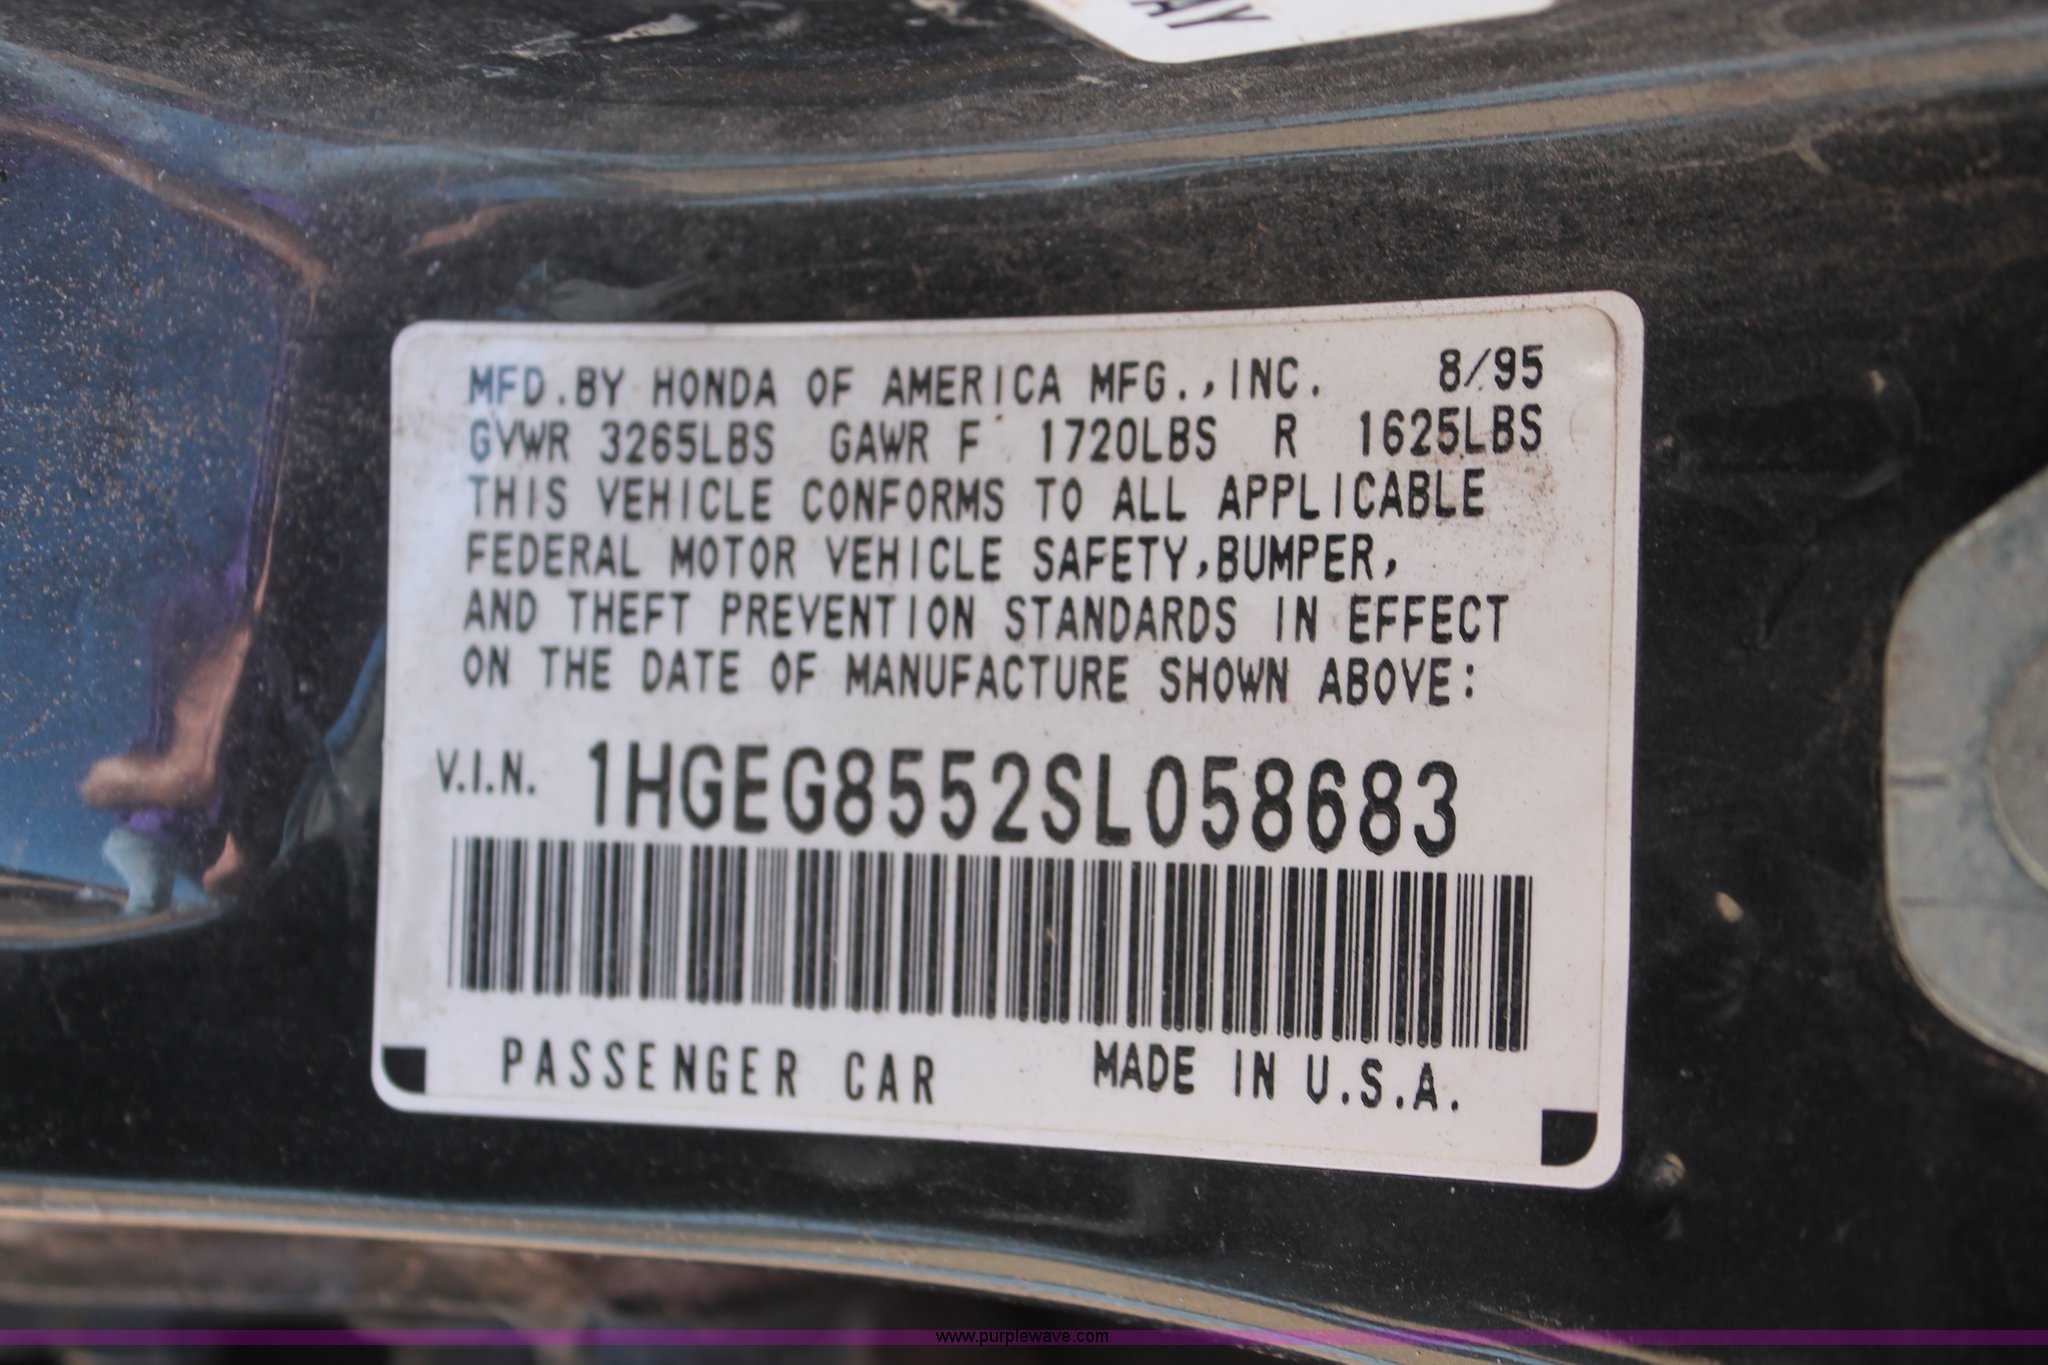 AY
MFD.BY HONDA OF AMERICA MFG.,INC. 8/95
GVWR 3265LBS GAWR F 1720LBS R 1625LBS
THIS VEHICLE CONFORMS TO ALL APPLICABLE
FEDERAL MOTOR VEHICLE SAFETY,BUMPER,
AND THEFT PREVENTION STANDARDS IN EFFECT
ON THE DATE OF MANUFACTURE SHOWN ABOVE:
V.I.N. 1HGEG8552SL058683
PASSENGER CAR MADE IN U.S.A.
www.purplewave.com